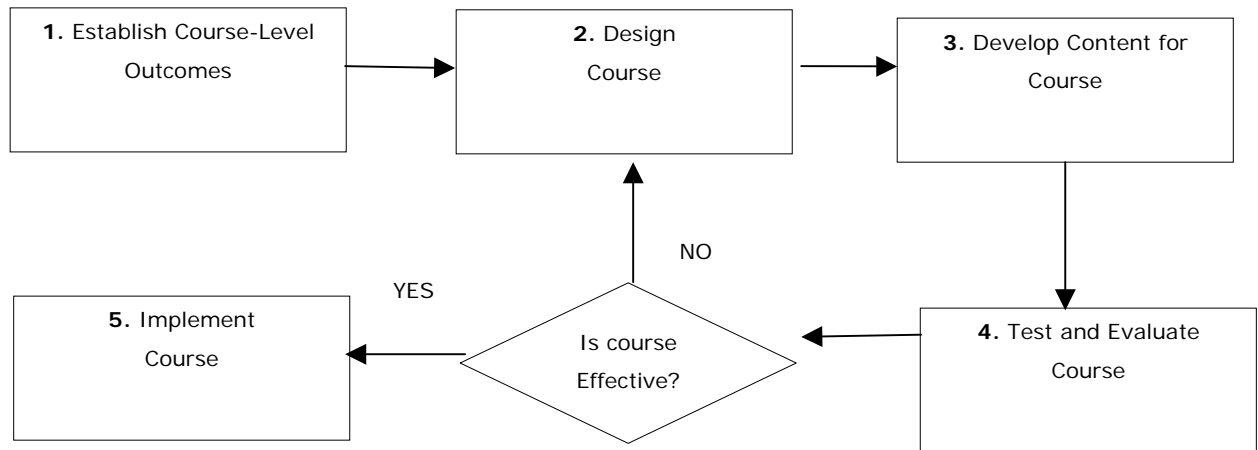 1. Establish Course-Level
Outcomes
2. Design
Course
3. Develop Content for
Course
NO
YES
5. Implement
Course
Is course
Effective?
4. Test and Evaluate
Course